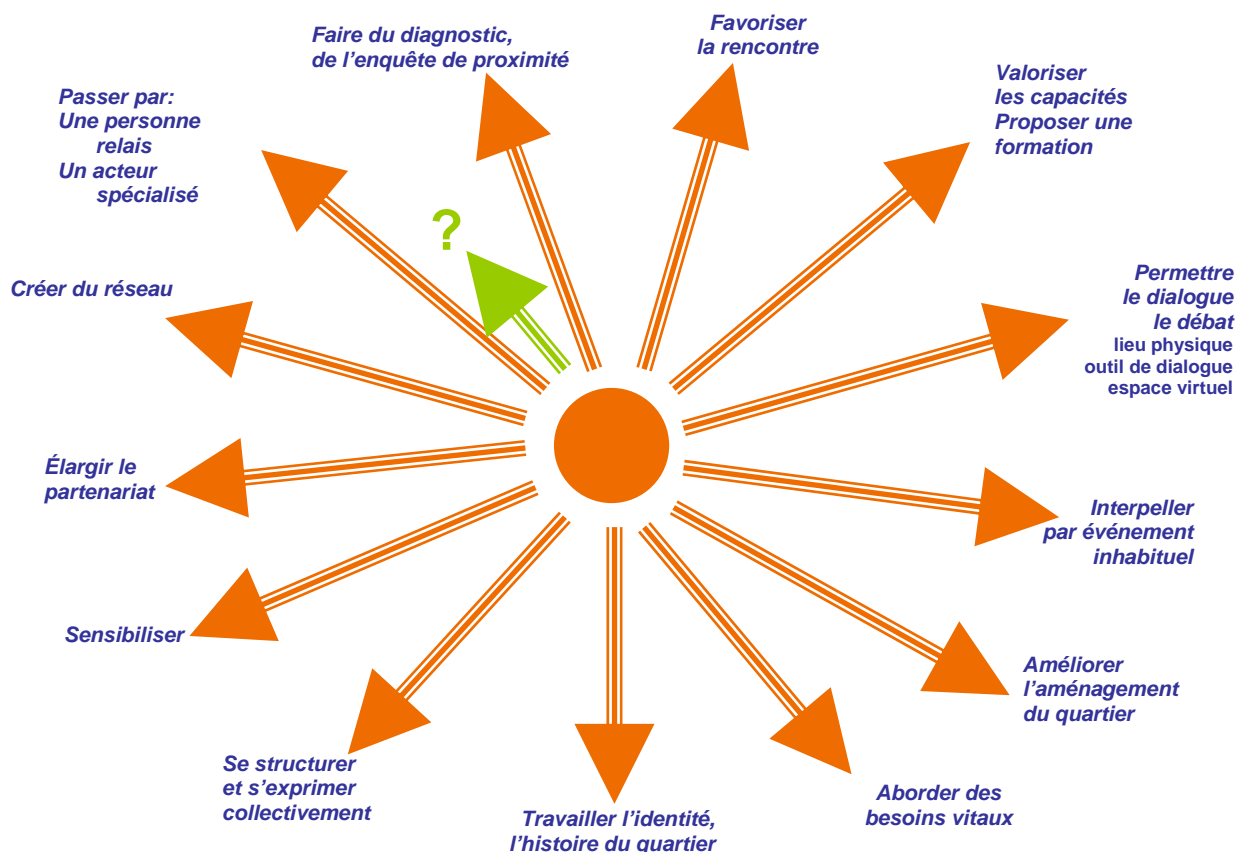 Faire du diagnostic,
de l’enquête de proximité
Favoriser
la rencontre
Valoriser
les capacités
Proposer une
formation
Passer par:
Une personne
relais
Un acteur
spécialisé
?
Créer du réseau
Permettre
le dialogue
le débat
lieu physique
outil de dialogue
espace virtuel
Élargir le
partenariat
Interpeller
par événement
inhabituel
Sensibiliser
Améliorer
l’aménagement
du quartier
Se structurer
et s’exprimer
collectivement
Travailler l’identité,
l’histoire du quartier
Aborder des
besoins vitaux